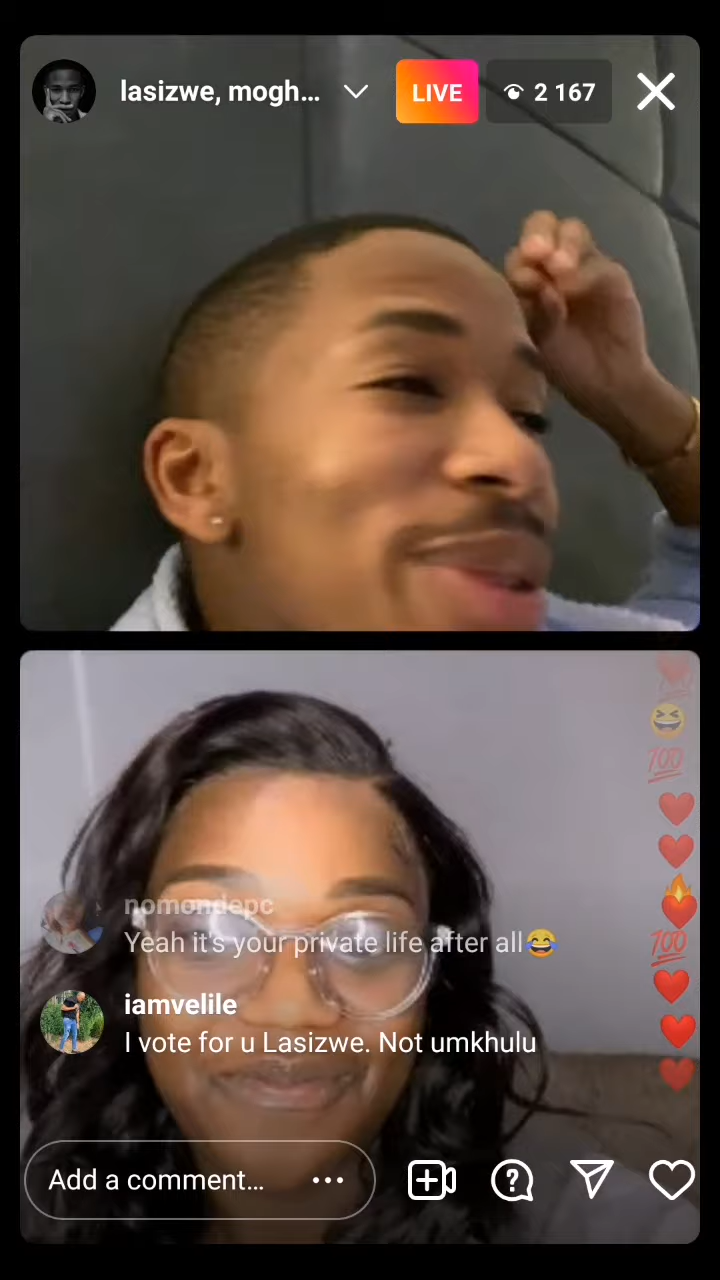 lasizwe, mogh...
LIVE
2 167
nomondepc
Yeah it's your private life after all😂
iamvelile
I vote for u Lasizwe. Not umkhulu
Add a comment...